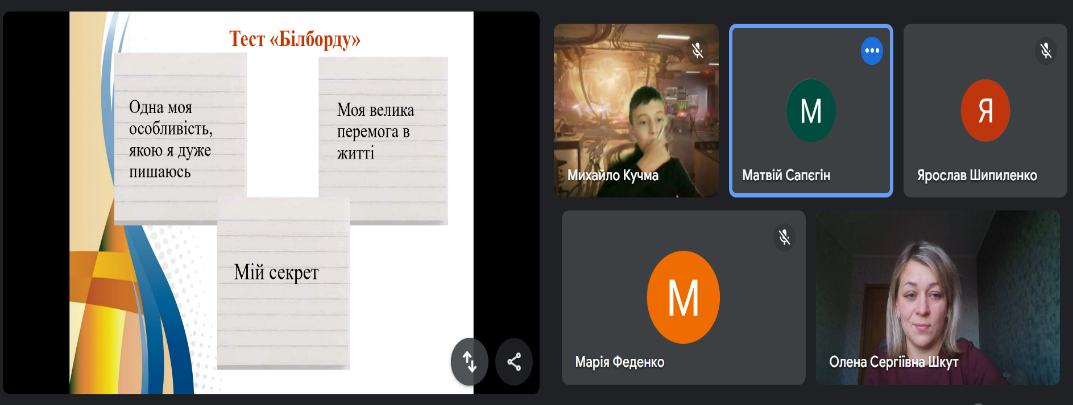 Тест «Білборду»
Одна моя
особливість,
якою я дуже
пишаюсь
Моя велика
перемога в
житті
Мій секрет
Михайло Кучма
М
Матвій Сапєгін
Я
Ярослав Шипиленко
М
Марія Феденко
Олена Сергіївна Шкут